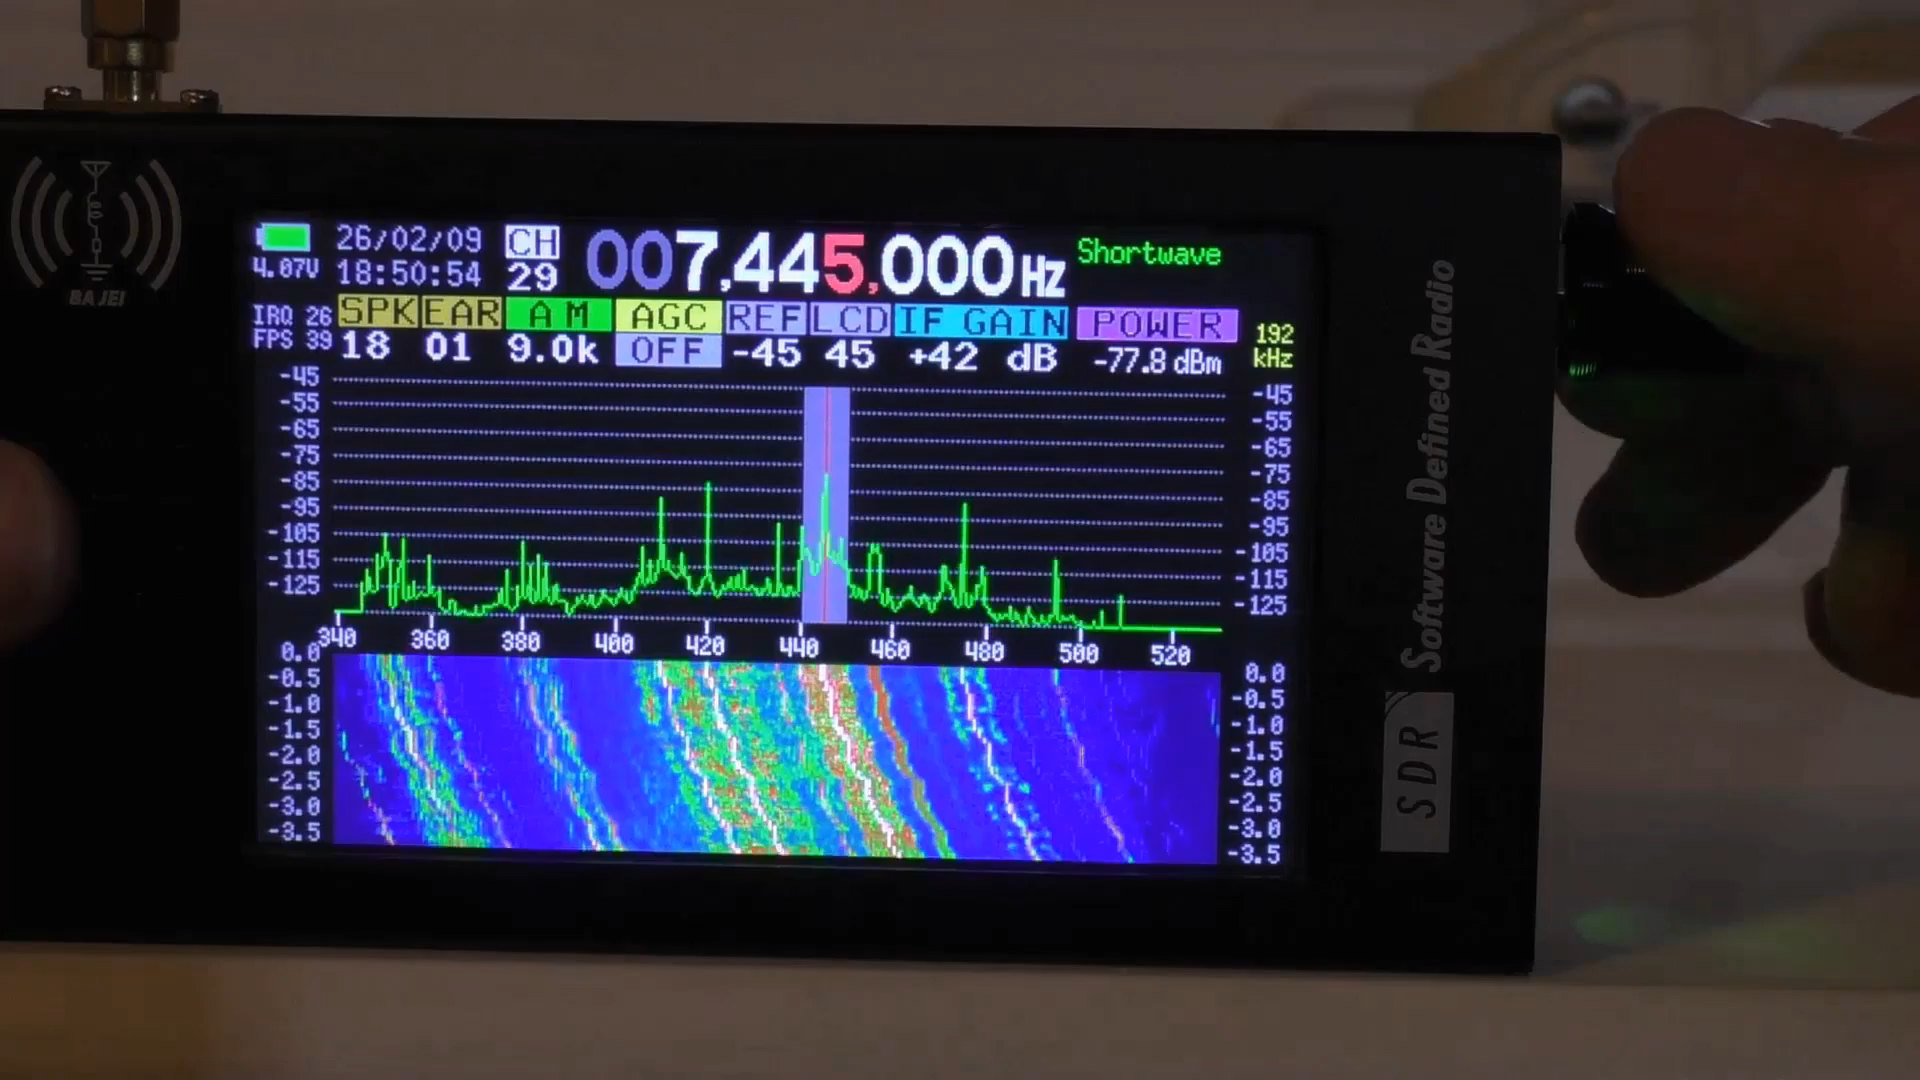 26/02/09 CH 007,445,000HZ Shortwave
4.07V 18:50:54 29
IRQ 26 SPK EAR AM AGC REF LCD IF GAIN POWER 192
FPS 39 18 01 9.0k OFF -45 45 +42 dB -77.8 dBm kHz
-45 -45
-55 -55
-65 -65
-75 -75
-85 -85
-95 -95
-105 -105
-115 -115
-125 -125
340 360 380 400 420 440 460 480 500 520
0.0 0.0
-0.5 -0.5
-1.0 -1.0
-1.5 -1.5
-2.0 -2.0
-2.5 -2.5
-3.0 -3.0
-3.5 -3.5
BAJEI
Software Defined Radio
SDR